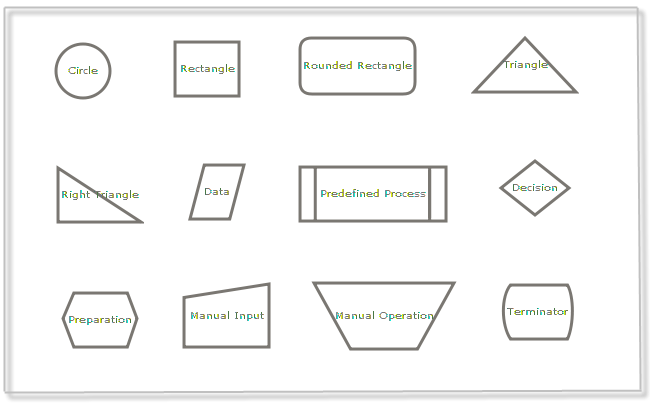 Circle
Rectangle
Rounded Rectangle
Triangle
Right Triangle
Data
Predefined Process
Decision
Preparation
Manual Input
Manual Operation
Terminator